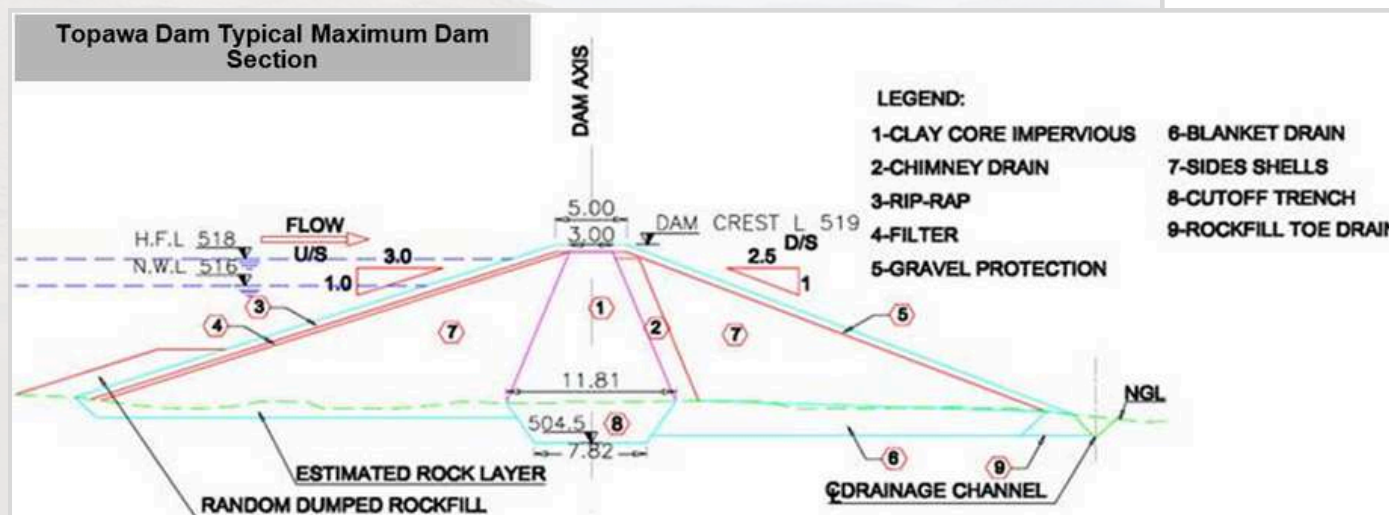 Topawa Dam Typical Maximum Dam
Section
DAM AXIS
LEGEND:
1-CLAY CORE IMPERVIOUS
2-CHIMNEY DRAIN
3-RIP-RAP
4-FILTER
5-GRAVEL PROTECTION
6-BLANKET DRAIN
7-SIDES SHELLS
8-CUTOFF TRENCH
9-ROCKFILL TOE DRAIN
5.00
3.00
DAM CREST L 519
H.F.L 518
FLOW
U/S
N.W.L 516
3.0
1.0
D/S
2.5
1
3
4
7
1
2
7
5
11.81
NGL
504.5
8
7.82
6
9
ESTIMATED ROCK LAYER
RANDOM DUMPED ROCKFILL
℄DRAINAGE CHANNEL